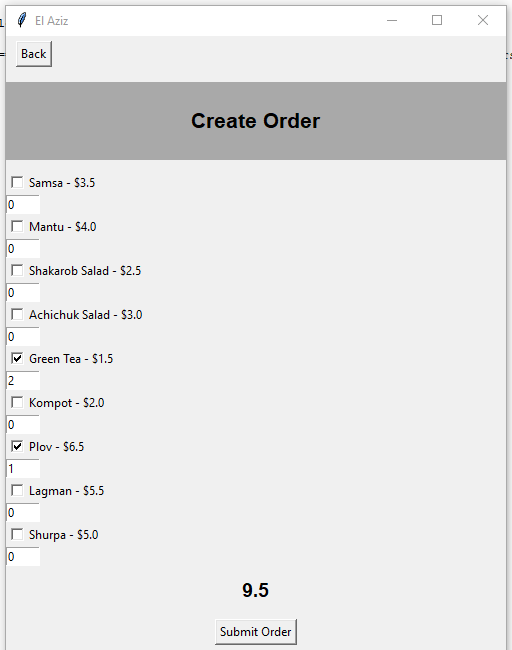 El Aziz
Back
Create Order
Samsa - $3.5
0
Mantu - $4.0
0
Shakarob Salad - $2.5
0
Achichuk Salad - $3.0
0
Green Tea - $1.5
2
Kompot - $2.0
0
Plov - $6.5
1
Lagman - $5.5
0
Shurpa - $5.0
0
9.5
Submit Order